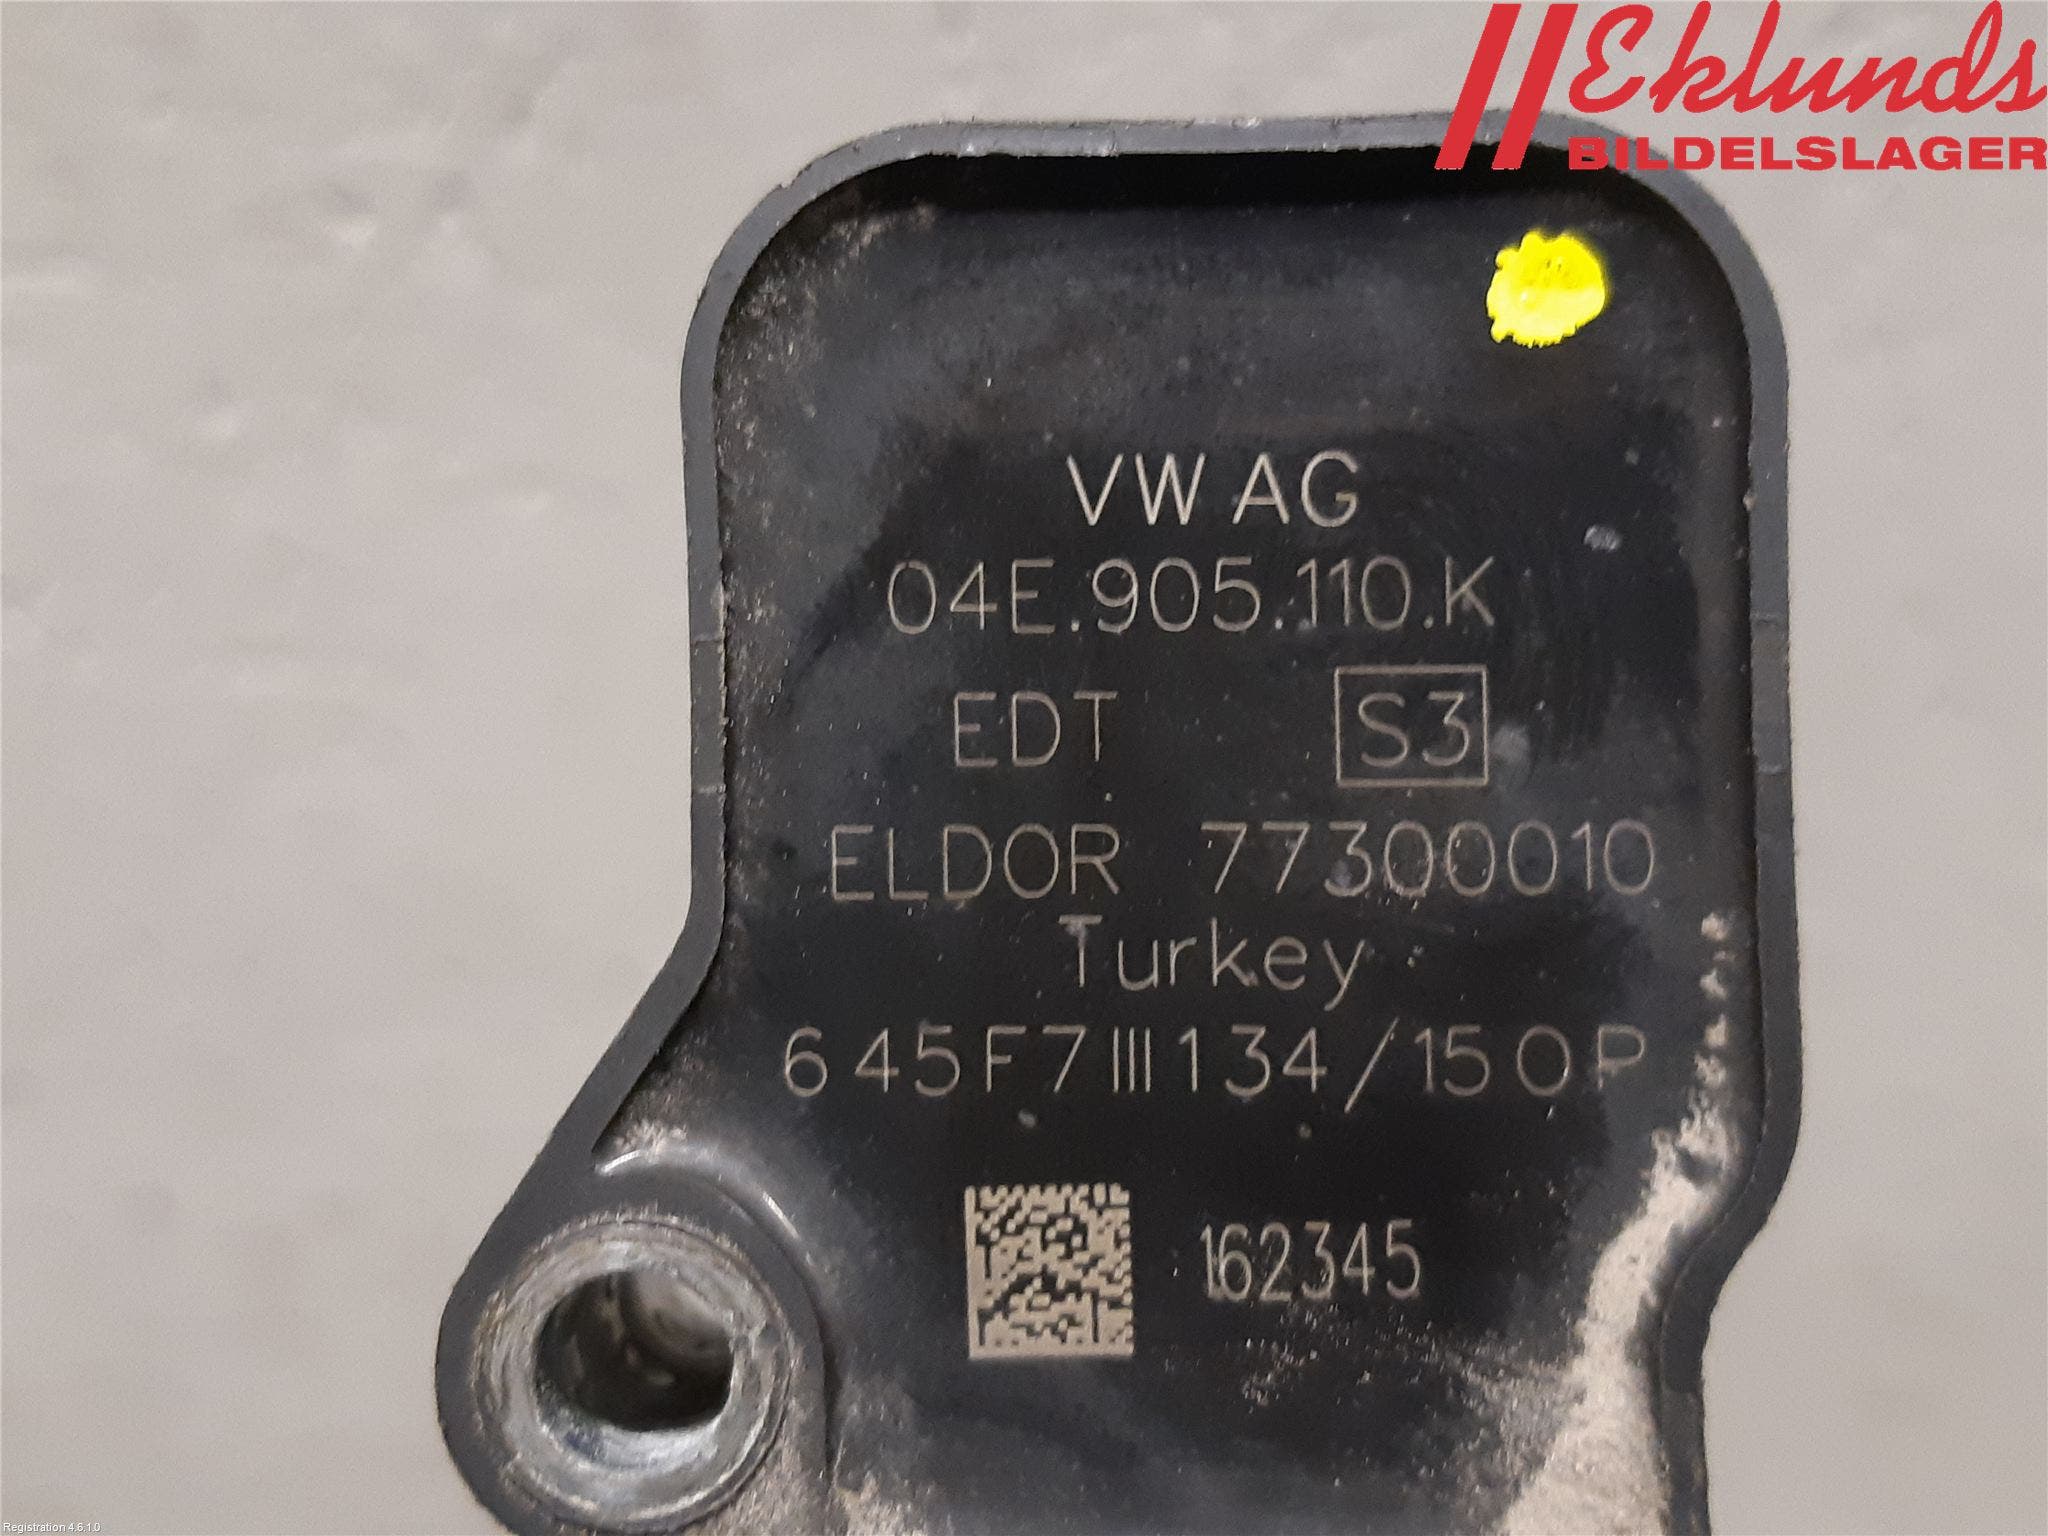 Eklunds
BILDELSLAGER
VW AG
04E.905.110.K
EDT S3
ELDOR 77300010
Turkey
645F7III134/150P
162345
Registration 4.6.1.0